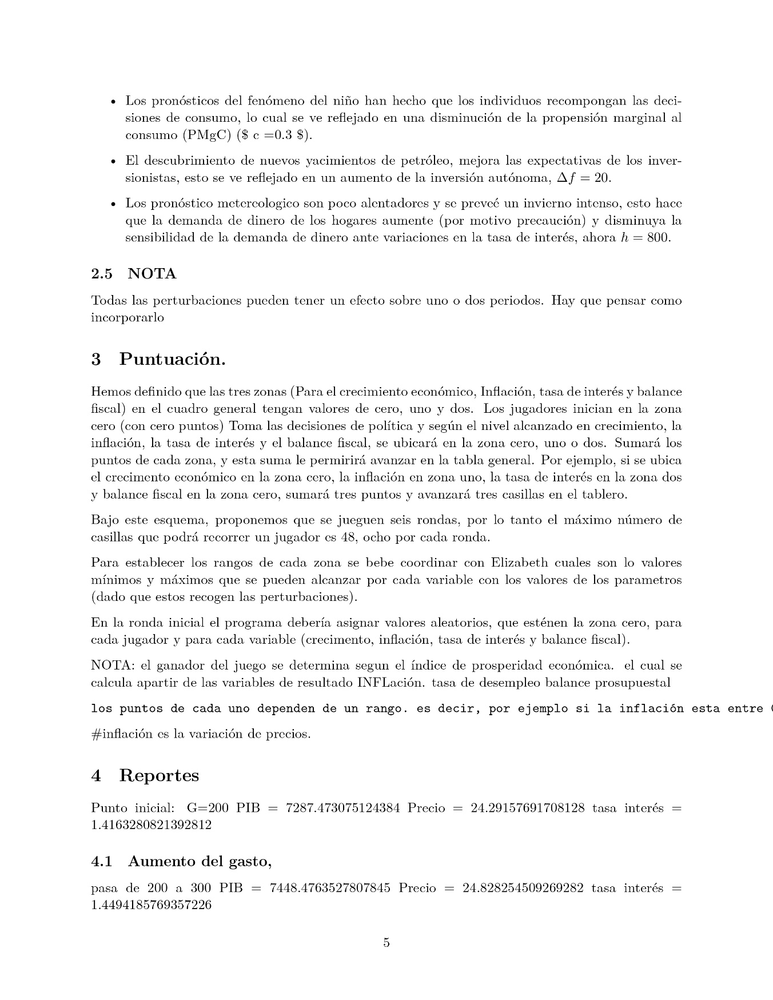 • Los pronósticos del fenómeno del niño han hecho que los individuos recompongan las deci-
siones de consumo, lo cual se ve reflejado en una disminución de la propensión marginal al
consumo (PMgC) ($ c =0.3 $).
• El descubrimiento de nuevos yacimientos de petróleo, mejora las expectativas de los inver-
sionistas, esto se ve reflejado en un aumento de la inversión autónoma, Δf = 20.
• Los pronóstico metereologico son poco alentadores y se preveé un invierno intenso, esto hace
que la demanda de dinero de los hogares aumente (por motivo precaución) y disminuya la
sensibilidad de la demanda de dinero ante variaciones en la tasa de interés, ahora h = 800.
2.5 NOTA
Todas las perturbaciones pueden tener un efecto sobre uno o dos periodos. Hay que pensar como
incorporarlo
3 Puntuación.
Hemos definido que las tres zonas (Para el crecimiento económico, Inflación, tasa de interés y balance
fiscal) en el cuadro general tengan valores de cero, uno y dos. Los jugadores inician en la zona
cero (con cero puntos) Toma las decisiones de política y según el nivel alcanzado en crecimiento, la
inflación, la tasa de interés y el balance fiscal, se ubicará en la zona cero, uno o dos. Sumará los
puntos de cada zona, y esta suma le permirirá avanzar en la tabla general. Por ejemplo, si se ubica
el crecimento económico en la zona cero, la inflación en zona uno, la tasa de interés en la zona dos
y balance fiscal en la zona cero, sumará tres puntos y avanzará tres casillas en el tablero.
Bajo este esquema, proponemos que se jueguen seis rondas, por lo tanto el máximo número de
casillas que podrá recorrer un jugador es 48, ocho por cada ronda.
Para establecer los rangos de cada zona se bebe coordinar con Elizabeth cuales son lo valores
mínimos y máximos que se pueden alcanzar por cada variable con los valores de los parametros
(dado que estos recogen las perturbaciones).
En la ronda inicial el programa debería asignar valores aleatorios, que esténen la zona cero, para
cada jugador y para cada variable (crecimento, inflación, tasa de interés y balance fiscal).
NOTA: el ganador del juego se determina segun el índice de prosperidad económica. el cual se
calcula apartir de las variables de resultado INFLación. tasa de desempleo balance prosupuestal
los puntos de cada uno dependen de un rango. es decir, por ejemplo si la inflación esta entre
#inflación es la variación de precios.
4 Reportes
Punto inicial: G=200 PIB = 7287.473075124384 Precio = 24.29157691708128 tasa interés =
1.4163280821392812
4.1 Aumento del gasto,
pasa de 200 a 300 PIB = 7448.4763527807845 Precio = 24.828254509269282 tasa interés =
1.4494185769357226
5